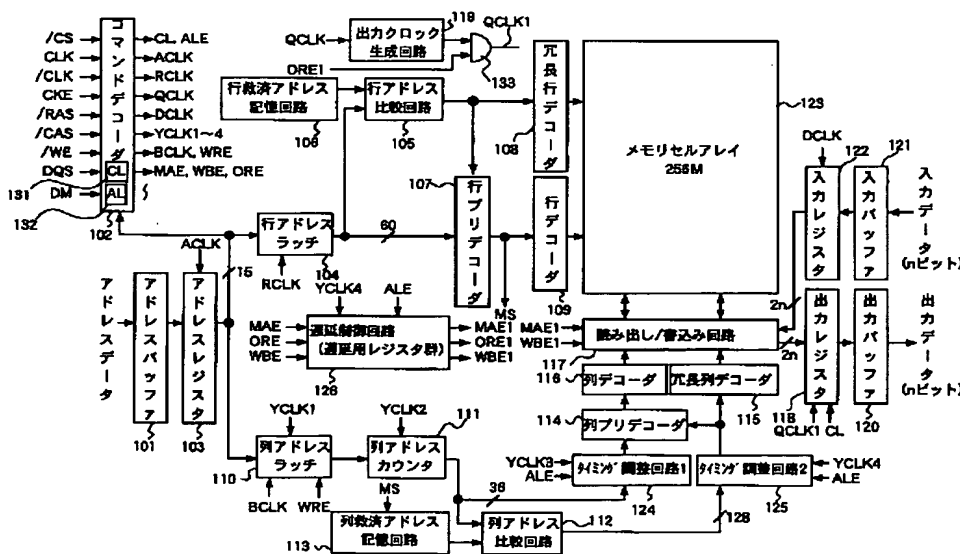 /CS
CLK
/CLK
CKE
/RAS
/CAS
/WE
DQS
DM
コマンドデコーダ
CL
AL
131
132
102
CL, ALE
ACLK
RCLK
QCLK
DCLK
YCLK1～4
BCLK, WRE
MAE, WBE, ORE
QCLK
出力クロック
生成回路
119
QCLK1
ORE1
133
行救済アドレス
記憶回路
106
行アドレス
比較回路
105
冗長行デコーダ
108
メモリセルアレイ
256M
123
DCLK
122
121
入力レジスタ
入力バッファ
入力データ
(nビット)
107
行プリデコーダ
行デコーダ
109
MS
行アドレス
ラッチ
104
RCLK
60
15
ACLK
アドレスデータ
アドレスバッファ
101
アドレスレジスタ
103
YCLK4
ALE
MAE
ORE
WBE
遅延制御回路
(遅延用レジスタ群)
126
MAE1
ORE1
WBE1
MAE1
WBE1
読み出し/書込み回路
117
2n
2n
出力レジスタ
118
QCLK1
CL
出力バッファ
120
出力データ
(nビット)
116
列デコーダ
冗長列デコーダ
115
114
列プリデコーダ
YCLK1
YCLK2
111
列アドレス
ラッチ
110
列アドレス
カウンタ
BCLK
WRE
MS
36
YCLK3
ALE
タイミング調整回路1
124
タイミング調整回路2
125
YCLK4
ALE
113
列救済アドレス
記憶回路
列アドレス
比較回路
112
128